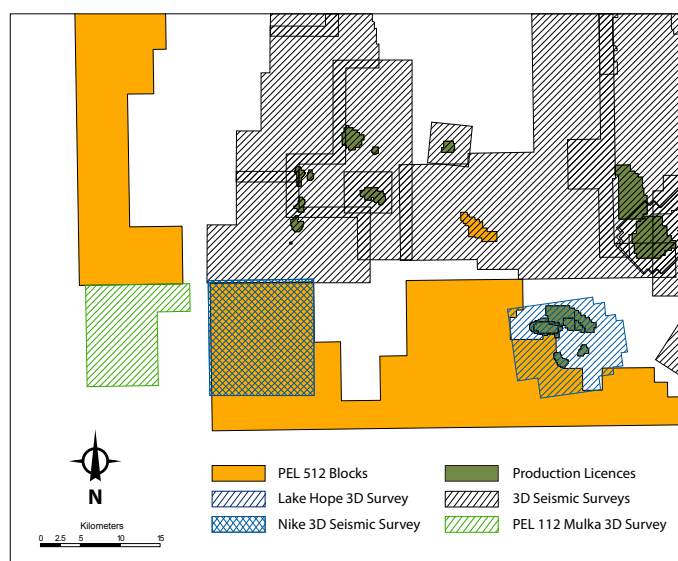 N
Kilometers
0 2.5 5 10 15
PEL 512 Blocks
Lake Hope 3D Survey
Nike 3D Seismic Survey
Production Licences
3D Seismic Surveys
PEL 112 Mulka 3D Survey